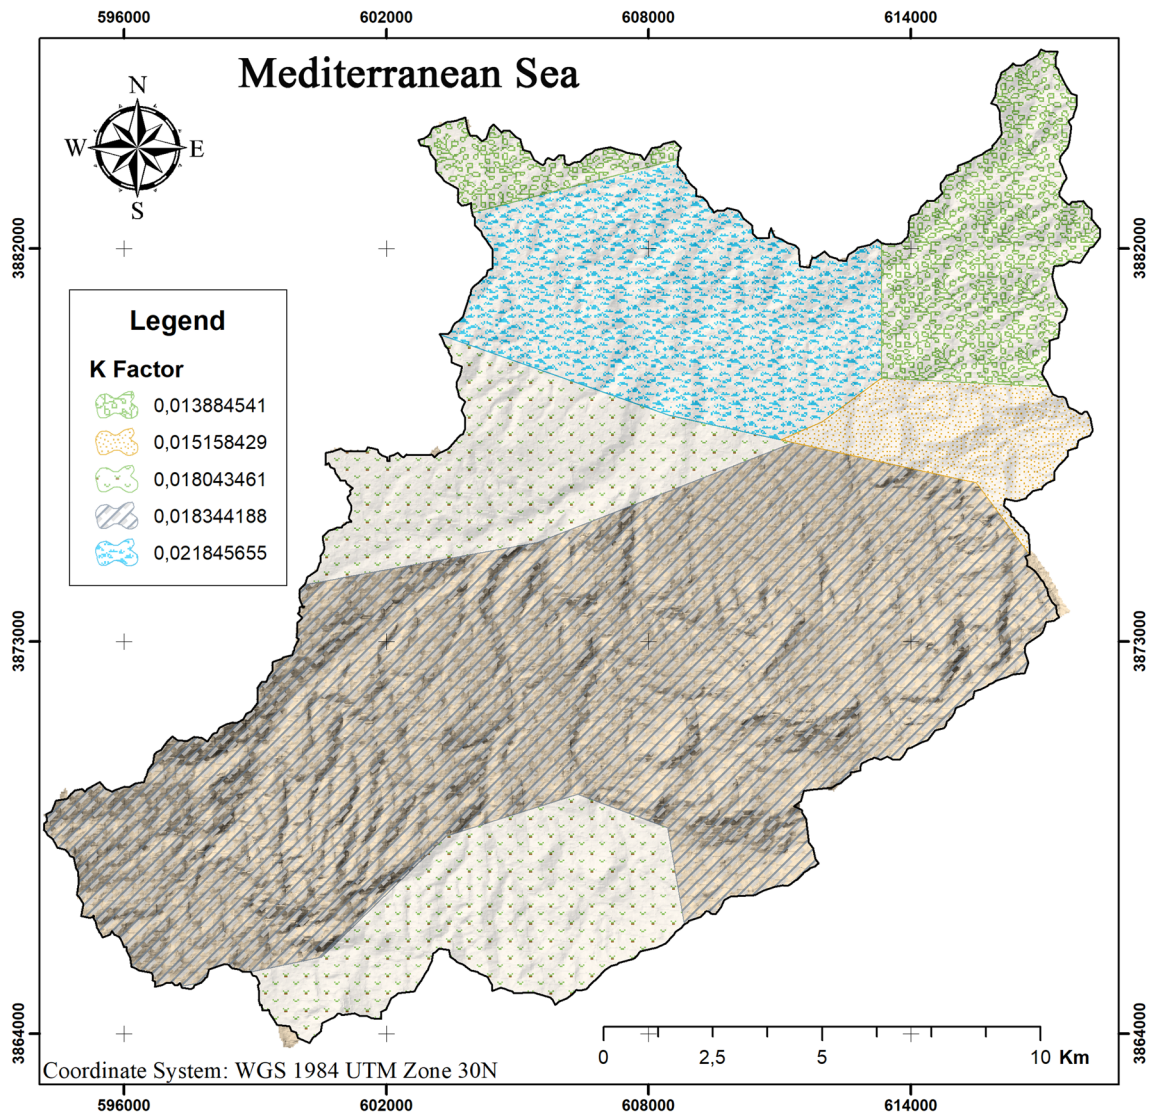 596000 602000 608000 614000
Mediterranean Sea
N
W E
S
3882000 3882000
Legend
K Factor
0,013884541
0,015158429
0,018043461
0,018344188
0,021845655
3873000 3873000
3864000 3864000
0 2,5 5 10 Km
Coordinate System: WGS 1984 UTM Zone 30N
596000 602000 608000 614000